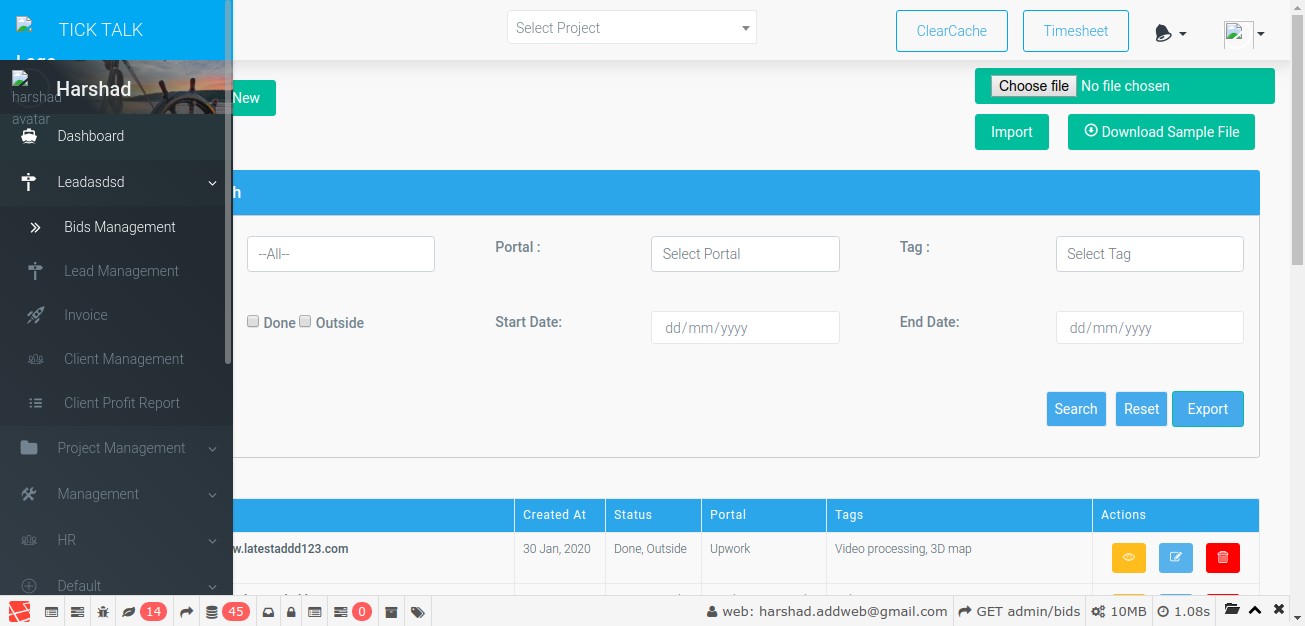 TICK TALK
Select Project
ClearCache
Timesheet
Logo
harshad
avatar
Harshad
New
Choose file No file chosen
Import
Download Sample File
Dashboard
Leadasdsd
Bids Management
Lead Management
Invoice
Client Management
Client Profit Report
Project Management
Management
HR
Default
h
--All--
Portal :
Select Portal
Tag :
Select Tag
Done
Outside
Start Date:
dd/mm/yyyy
End Date:
dd/mm/yyyy
Search
Reset
Export
Created At
Status
Portal
Tags
Actions
w.latestaddd123.com
30 Jan, 2020
Done, Outside
Upwork
Video processing, 3D map
14
45
0
web: harshad.addweb@gmail.com
GET admin/bids
10MB
1.08s